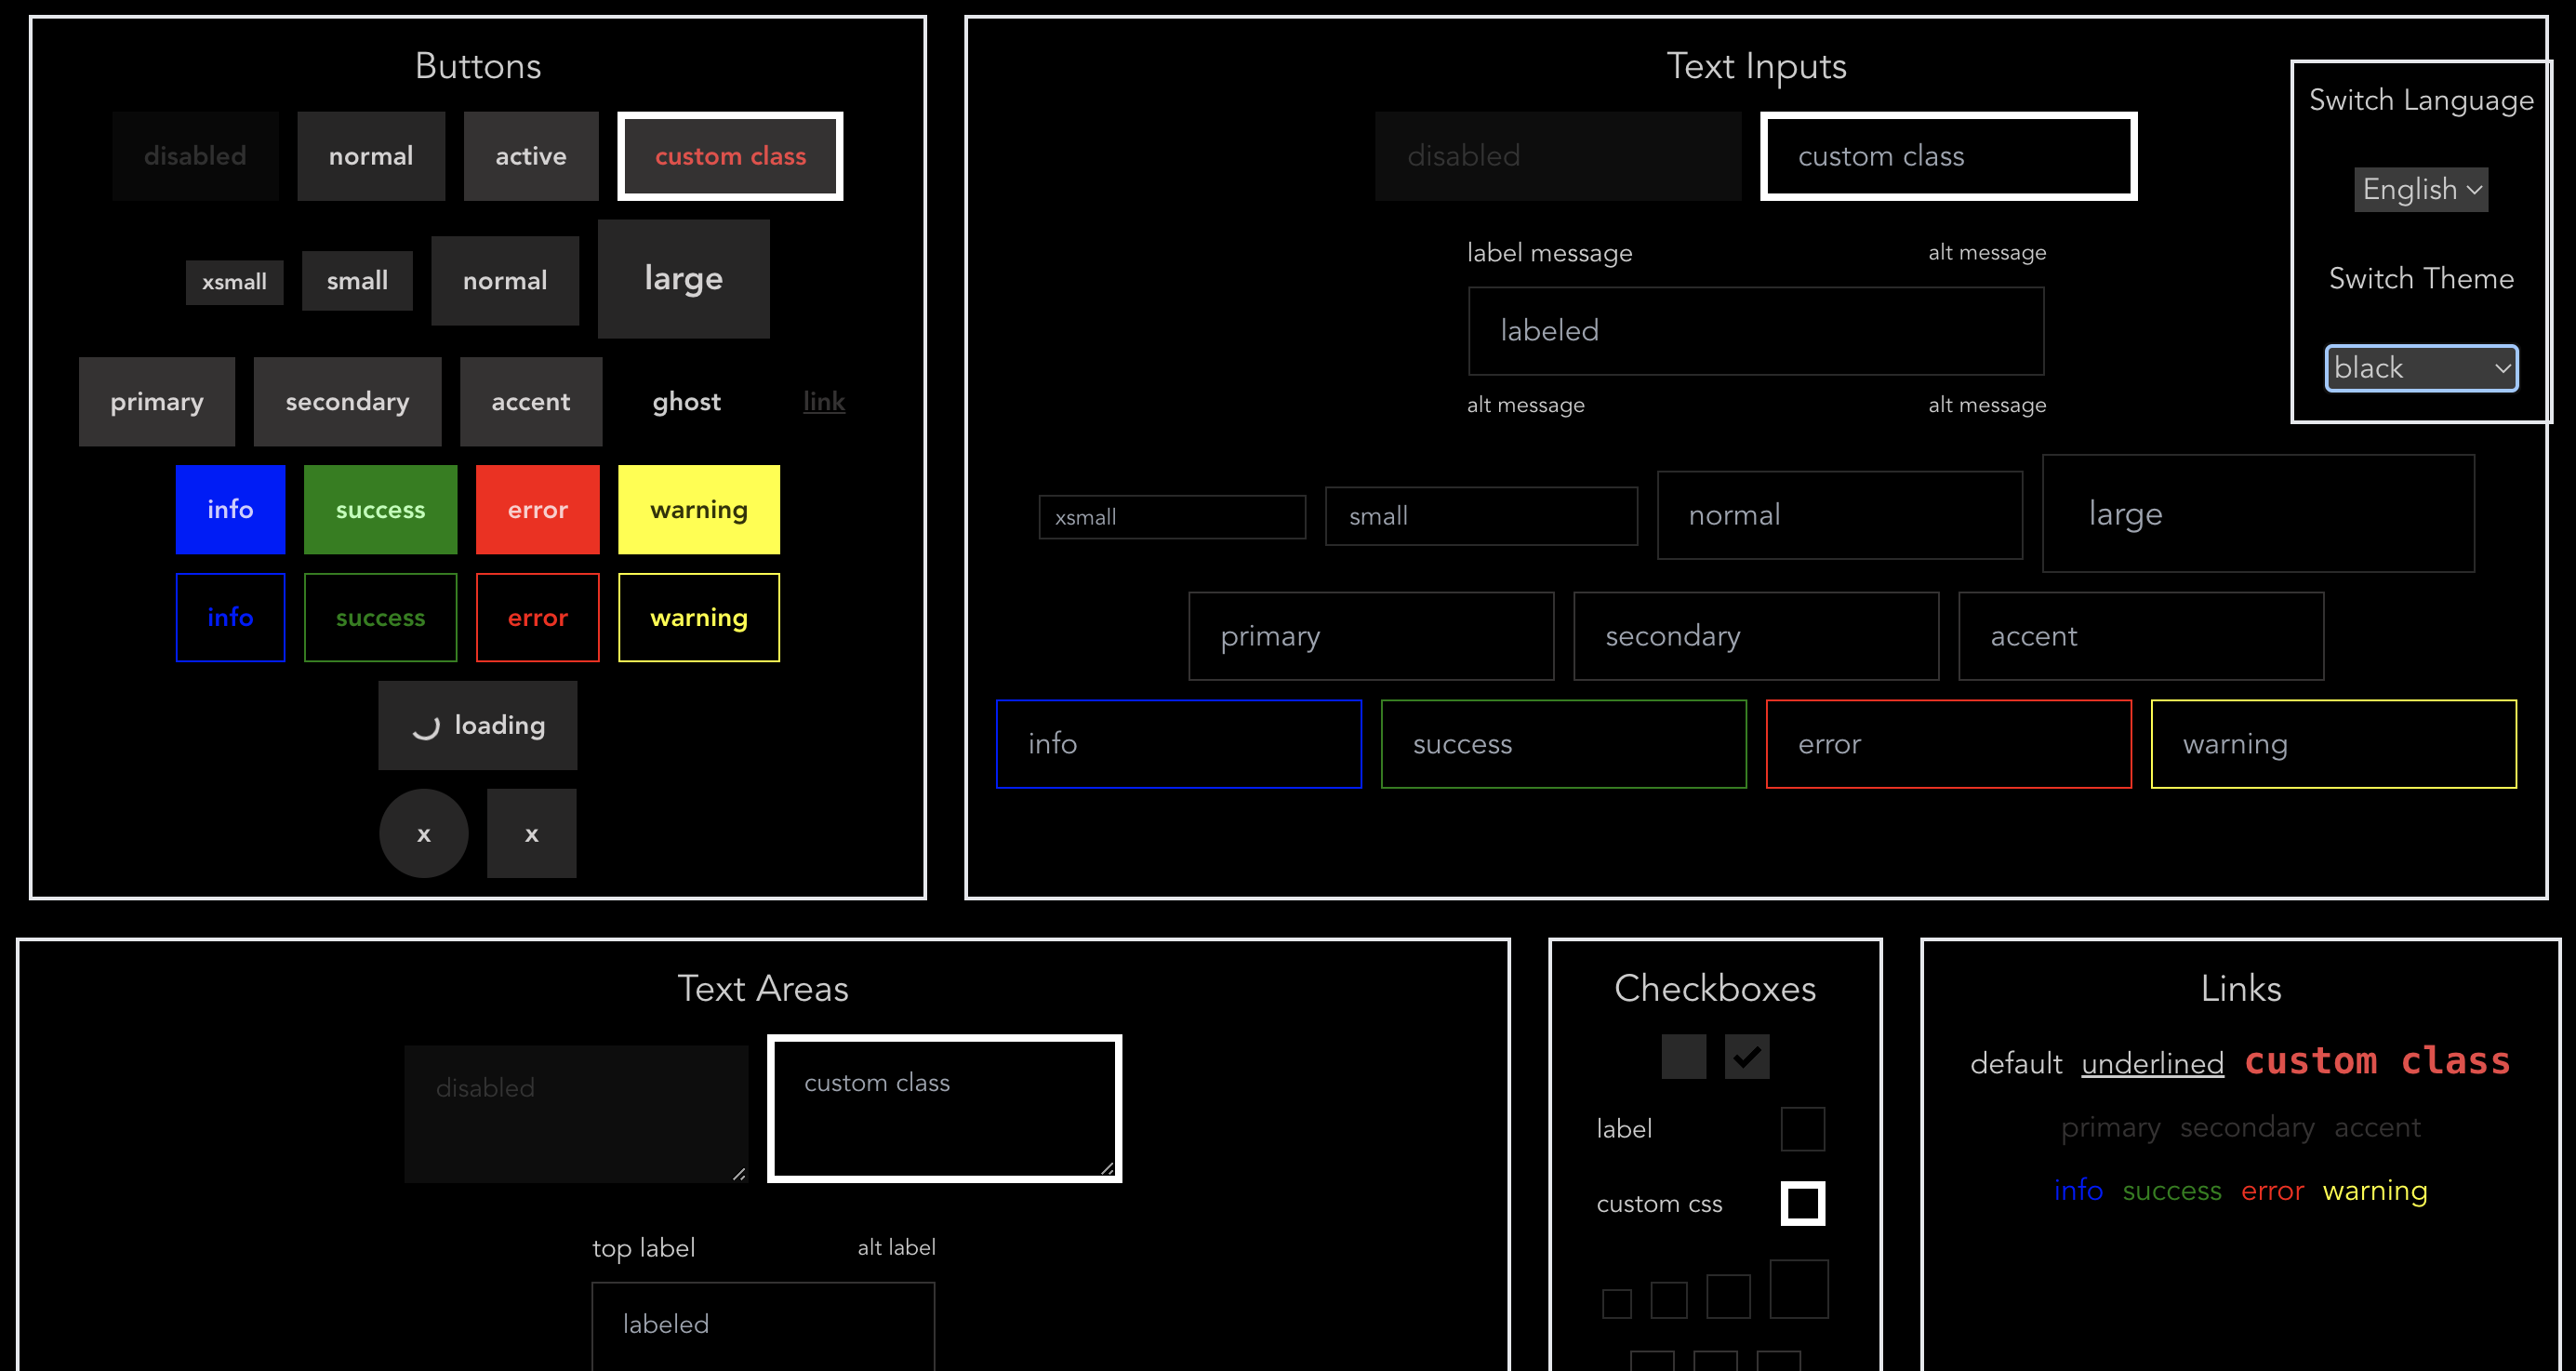 Buttons
disabled normal active custom class
xsmall small normal large
primary secondary accent ghost link
info success error warning
info success error warning
loading
x x
Text Inputs
disabled custom class
label message alt message
labeled
alt message alt message
xsmall small normal large
primary secondary accent
info success error warning
Switch Language
English
Switch Theme
black
Text Areas
disabled custom class
top label alt label
labeled
Checkboxes
label
custom css
Links
default underlined custom class
primary secondary accent
info success error warning